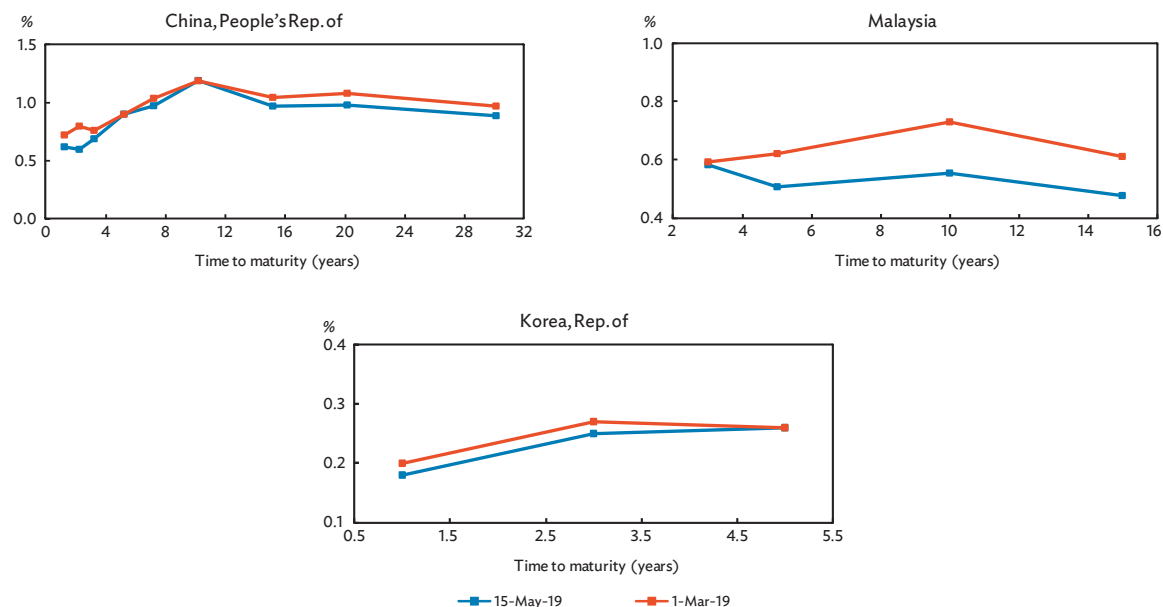 China, People's Rep. of
%
1.5
1.0
0.5
0.0
0 4 8 12 16 20 24 28 32
Time to maturity (years)
Malaysia
%
1.0
0.8
0.6
0.4
2 4 6 8 10 12 14 16
Time to maturity (years)
Korea, Rep. of
%
0.4
0.3
0.2
0.1
0.5 1.5 2.5 3.5 4.5 5.5
Time to maturity (years)
15-May-19 1-Mar-19